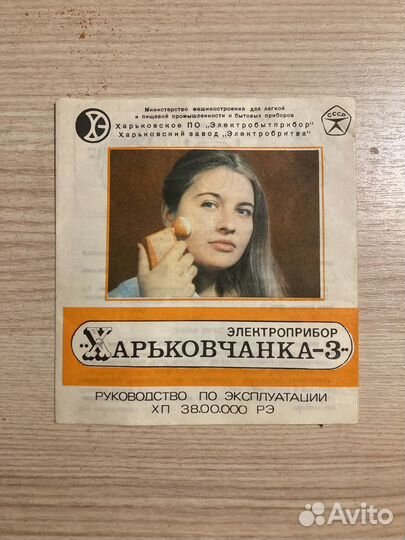 СССР
Министерство машиностроения для легкой
и пищевой промышленности и бытовых приборов
Харьковское ПО „Электробытприбор"
Харьковский завод „Электробритва"
ЭЛЕКТРОПРИБОР
„ХАРЬКОВЧАНКА-3"
РУКОВОДСТВО ПО ЭКСПЛУАТАЦИИ
ХП 38.00.000 РЭ
Avito